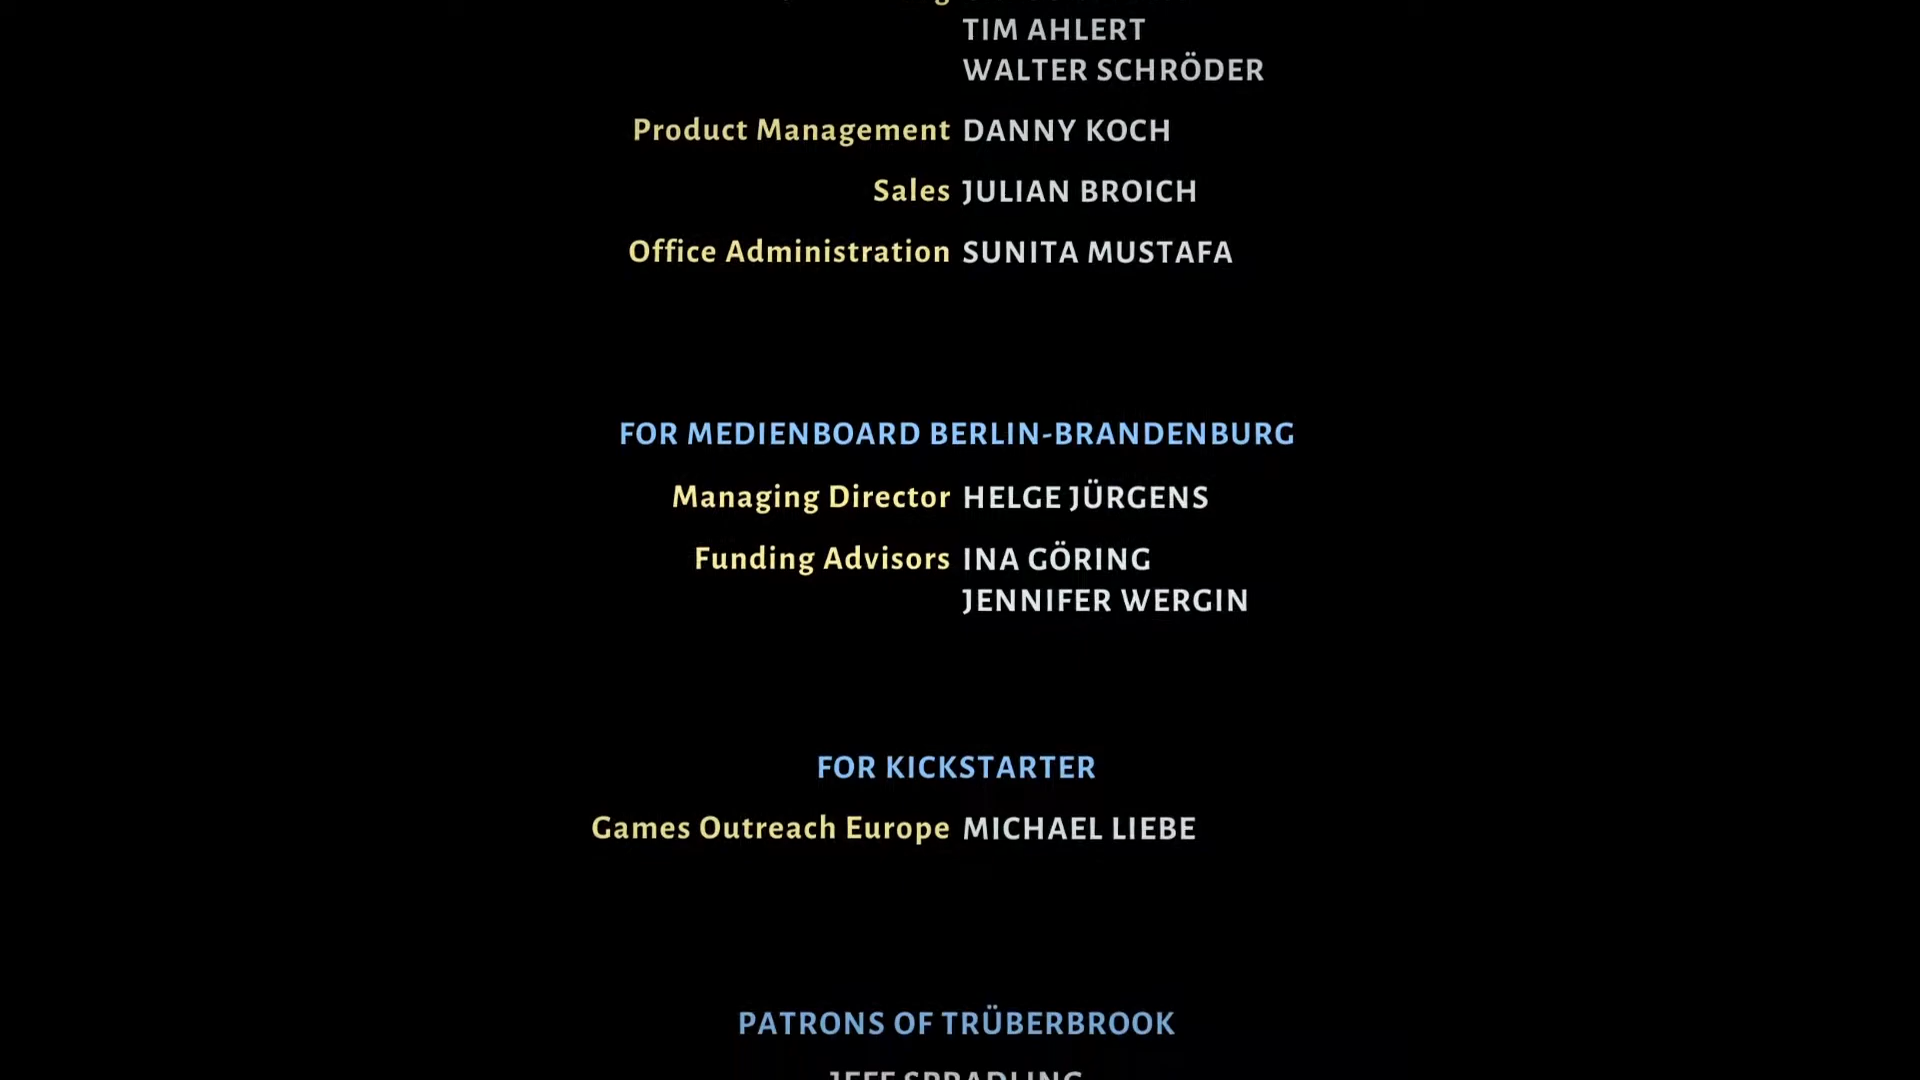 TIM AHLERT
WALTER SCHRÖDER
Product Management DANNY KOCH
Sales JULIAN BROICH
Office Administration SUNITA MUSTAFA
FOR MEDIENBOARD BERLIN-BRANDENBURG
Managing Director HELGE JÜRGENS
Funding Advisors INA GÖRING
JENNIFER WERGIN
FOR KICKSTARTER
Games Outreach Europe MICHAEL LIEBE
PATRONS OF TRÜBERBROOK
JEFF SPRADLING